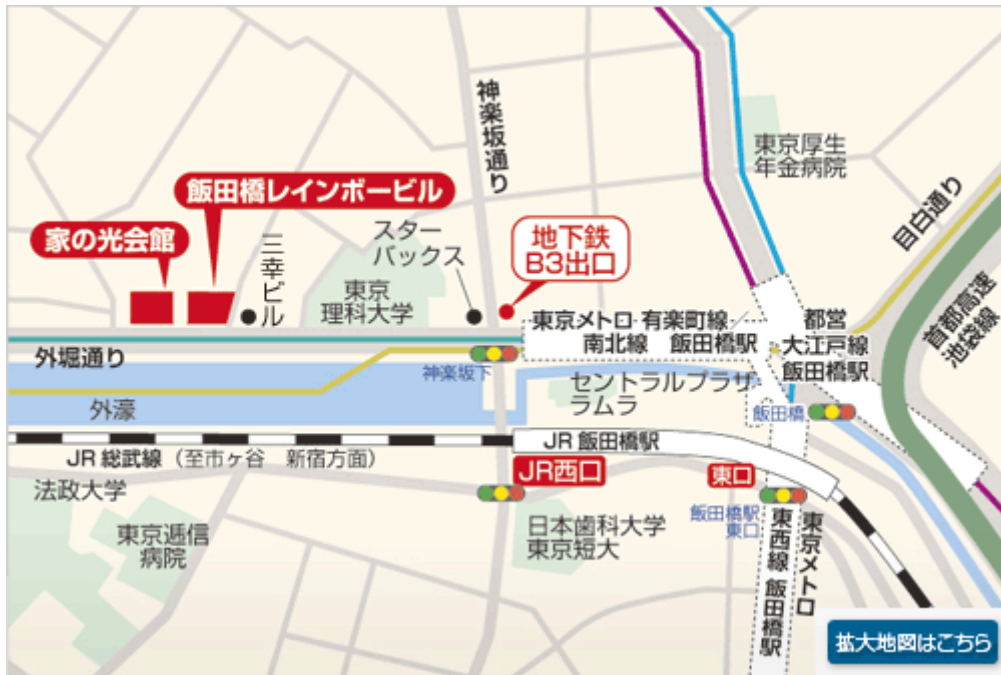 神楽坂通り
東京厚生
年金病院
飯田橋レインボービル
家の光会館
三幸ビル
スター
バックス
地下鉄
B3出口
目白通り
東京
理科大学
首都高速
池袋線
東京メトロ 有楽町線
南北線 飯田橋駅
都営
大江戸線
飯田橋駅
外堀通り
神楽坂下
セントラルプラザ
ラムラ
外濠
飯田橋
JR 飯田橋駅
JR 総武線（至市ヶ谷 新宿方面）
JR西口
東口
法政大学
東京逓信
病院
日本歯科大学
東京短大
飯田橋駅
東口
東京メトロ
東西線 飯田橋駅
拡大地図はこちら